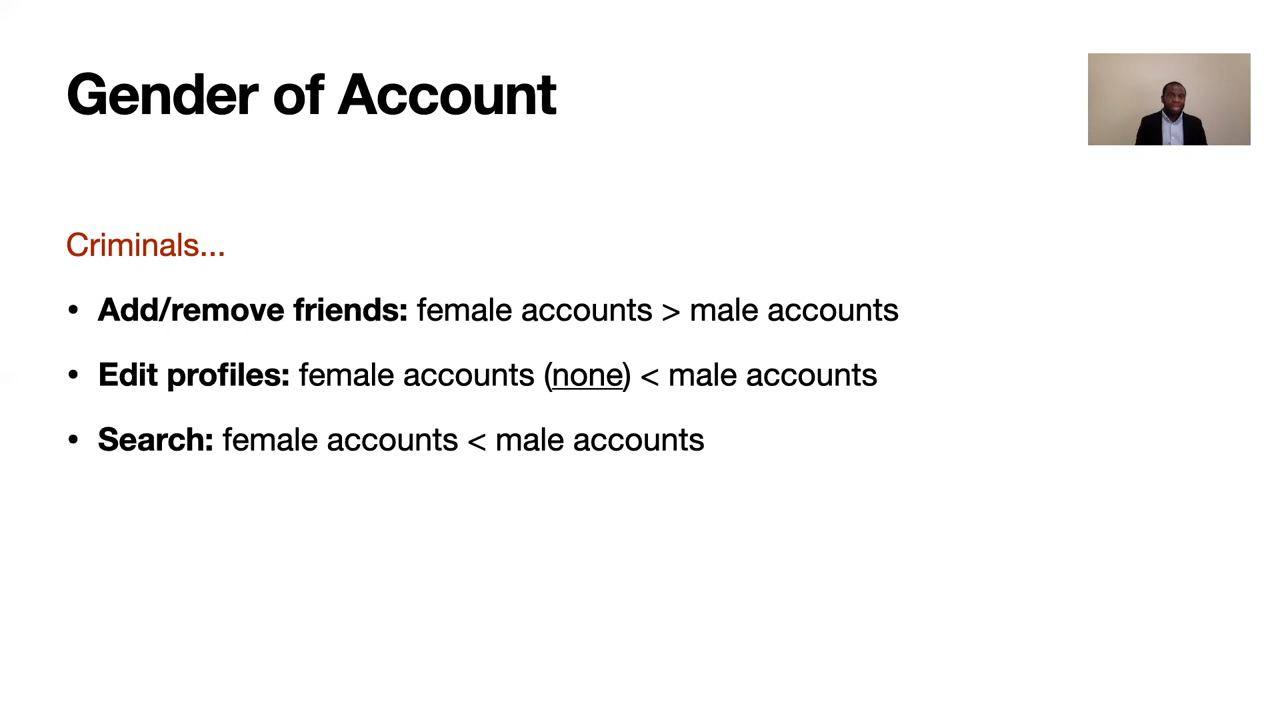 Gender of Account
Criminals...
• Add/remove friends: female accounts > male accounts
• Edit profiles: female accounts (none) < male accounts
• Search: female accounts < male accounts